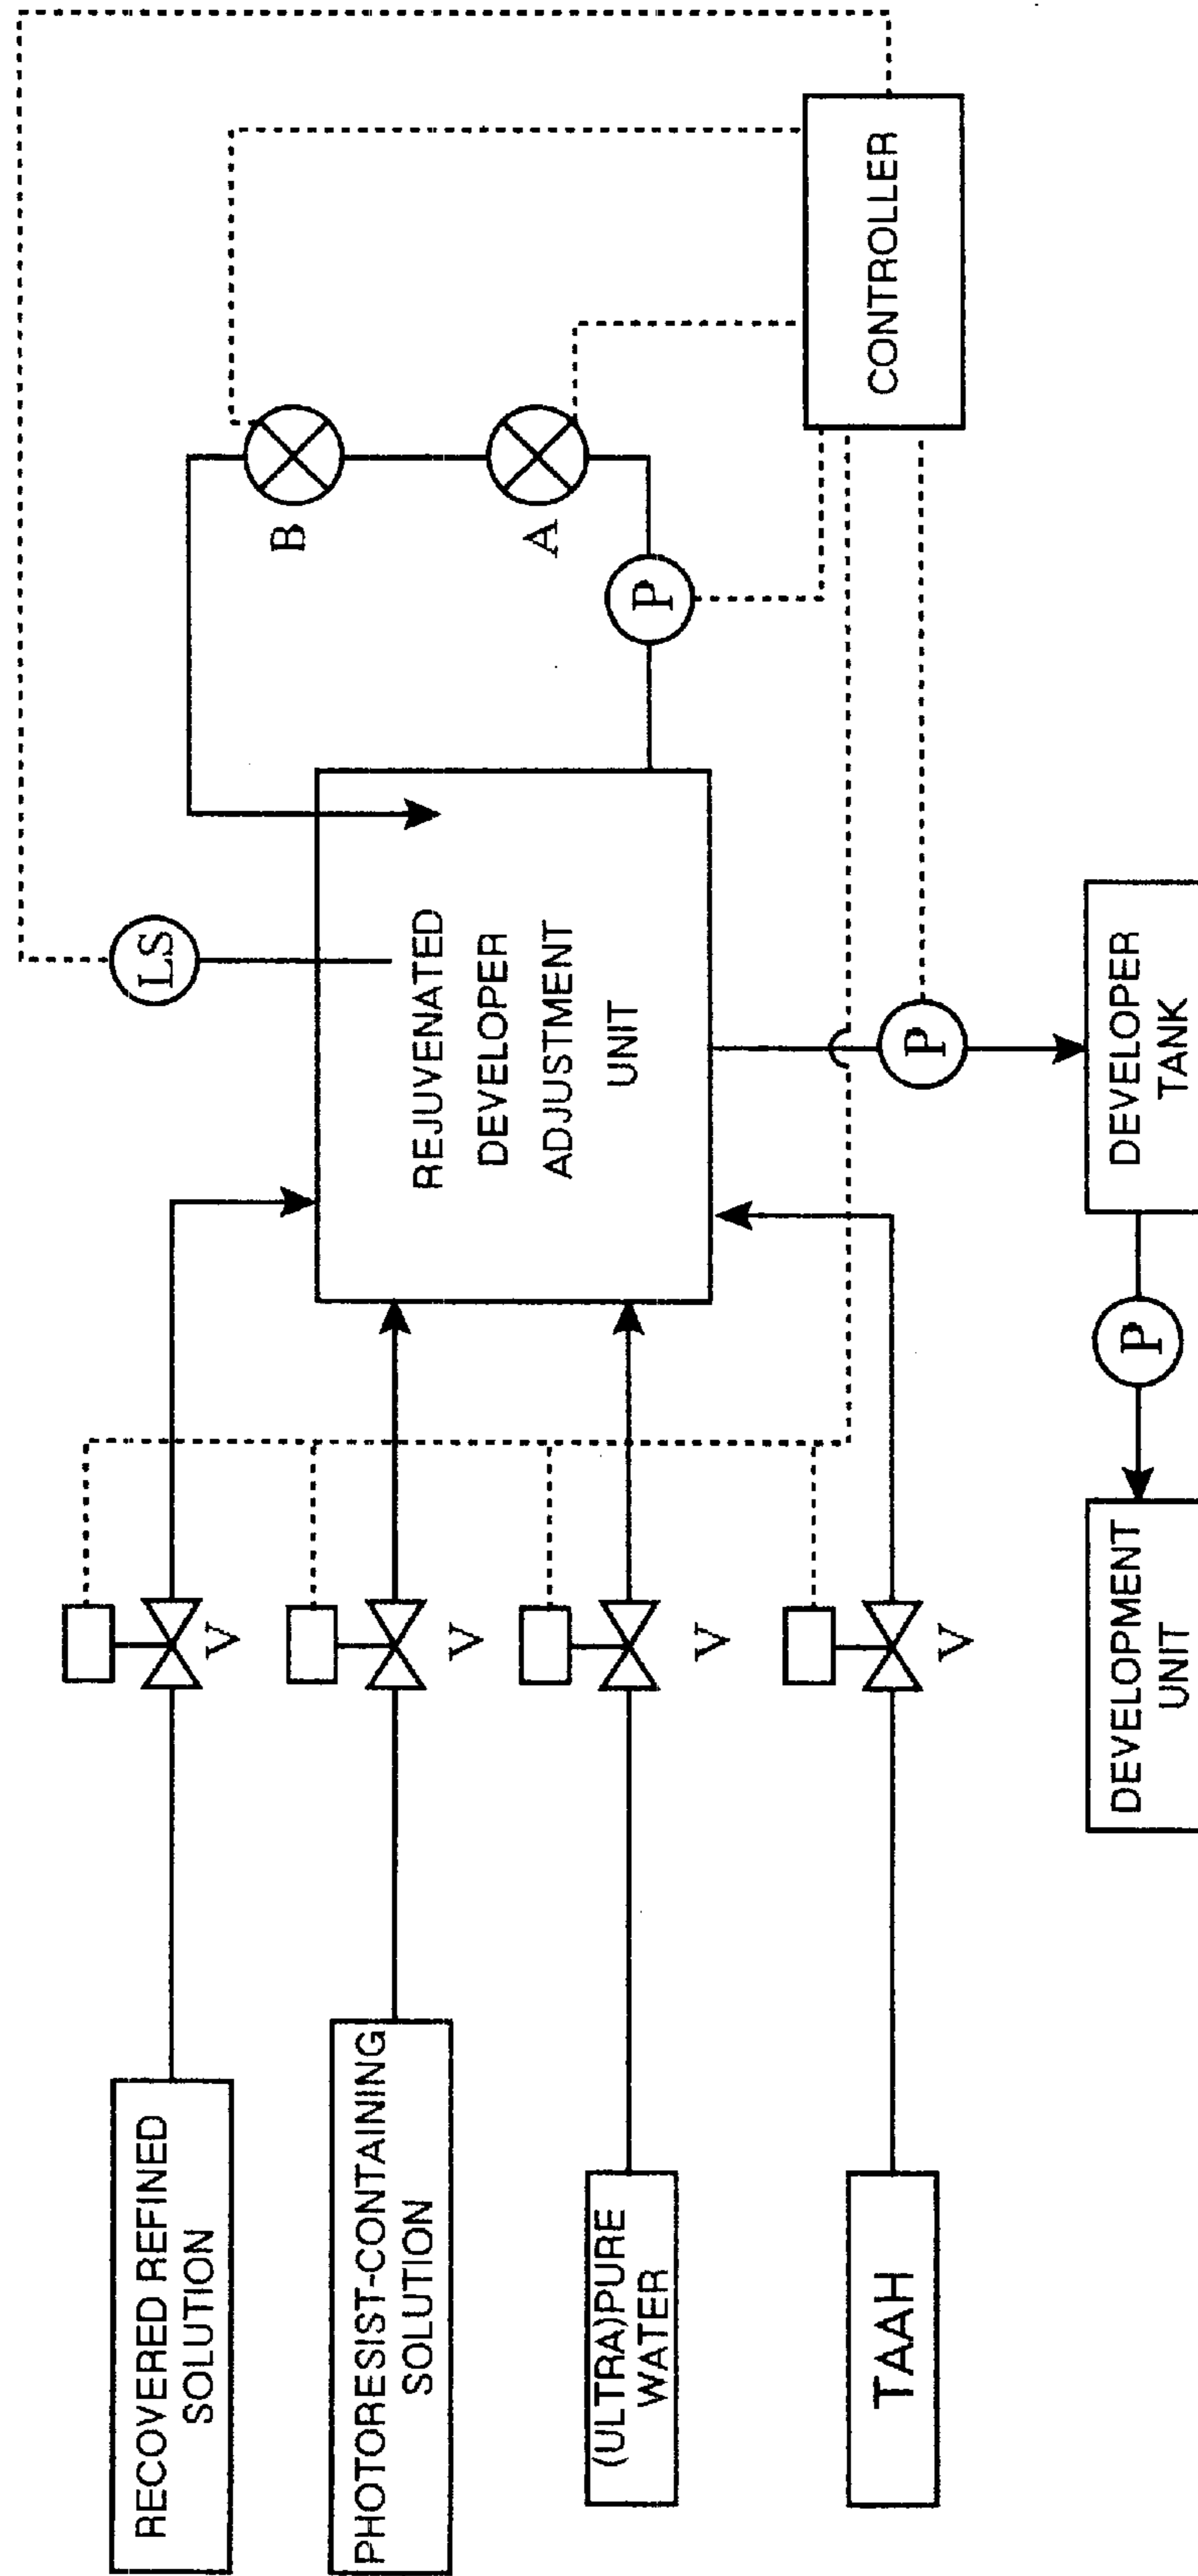 RECOVERED REFINED
SOLUTION
V
PHOTORESIST-CONTAINING
SOLUTION
V
(ULTRA)PURE
WATER
V
TAAH
V
LS
REJUVENATED
DEVELOPER
ADJUSTMENT
UNIT
B
A
P
CONTROLLER
P
DEVELOPER
TANK
P
DEVELOPMENT
UNIT